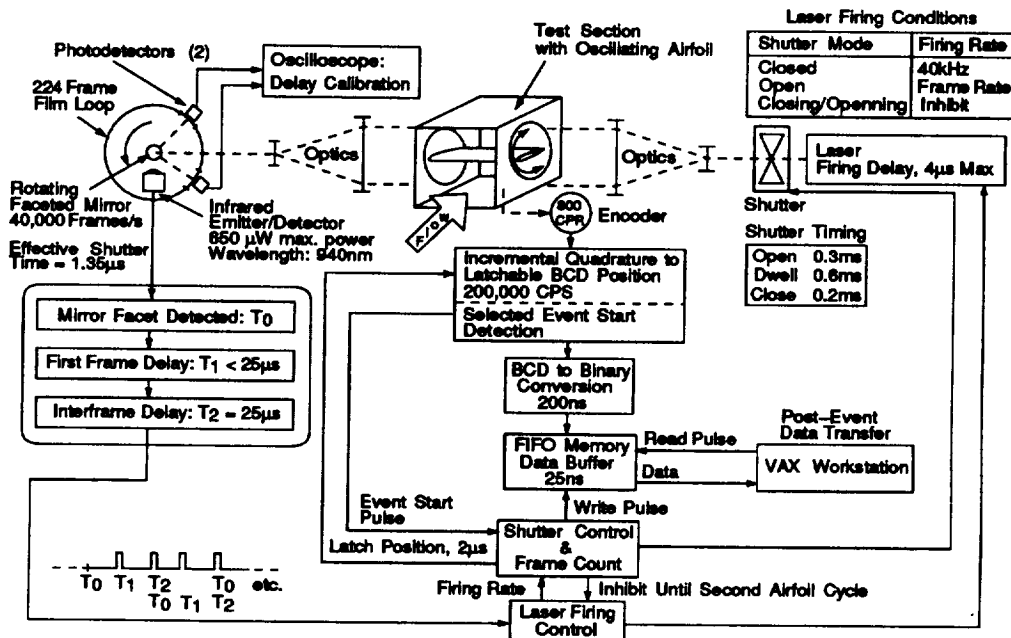 Photodetectors (2)
224 Frame
Film Loop
Oscilloscope:
Delay Calibration
Test Section
with Oscillating Airfoil
Laser Firing Conditions
Shutter Mode Firing Rate
Closed 40kHz
Open Frame Rate
Closing/Openning Inhibit
Optics
Optics
Laser
Firing Delay, 4μs Max
Shutter
Rotating
Faceted Mirror
40,000 Frames/s
Infrared
Emitter/Detector
650 μW max. power
Wavelength: 940nm
Flow
800
CPR
Encoder
Effective Shutter
Time = 1.35μs
Shutter Timing
Open 0.3ms
Dwell 0.6ms
Close 0.2ms
Incremental Quadrature to
Latchable BCD Position
200,000 CPS
Selected Event Start
Detection
Mirror Facet Detected: T0
First Frame Delay: T1 < 25μs
Interframe Delay: T2 = 25μs
BCD to Binary
Conversion
200ns
FIFO Memory
Data Buffer
25ns
Read Pulse
Data
Post-Event
Data Transfer
VAX Workstation
Write Pulse
Event Start
Pulse
Latch Position, 2μs
Shutter Control
&
Frame Count
T0 T1 T2 T0 etc.
T0 T1 T2
Firing Rate
Inhibit Until Second Airfoil Cycle
Laser Firing
Control